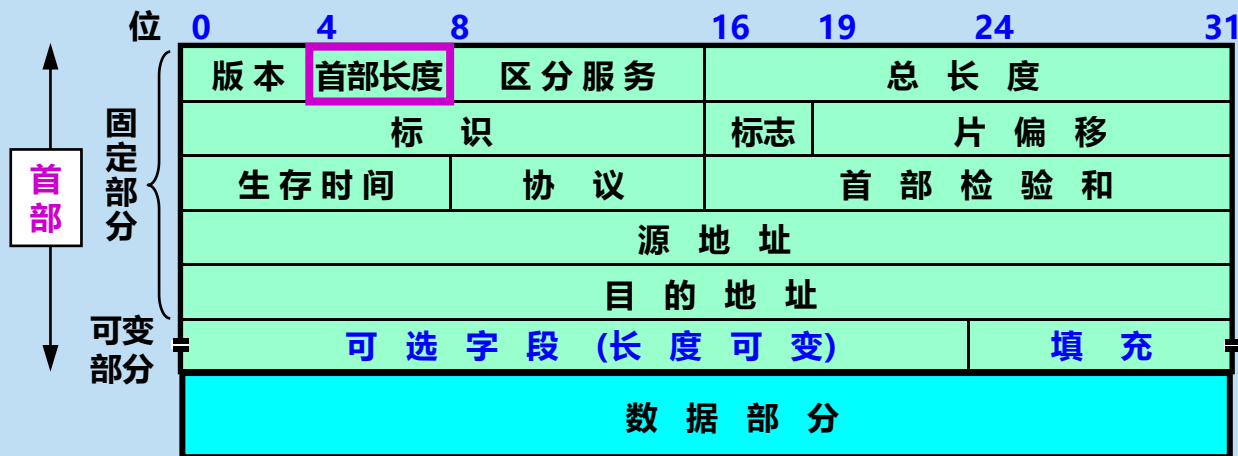 位 0 4 8 16 19 24 31
版本 首部长度 区分服务 总长度
标识 标志 片偏移
固定部分
首部
生存时间 协议 首部检验和
源地址
目的地址
可变部分
可选字段 (长度可变) 填充
数据部分